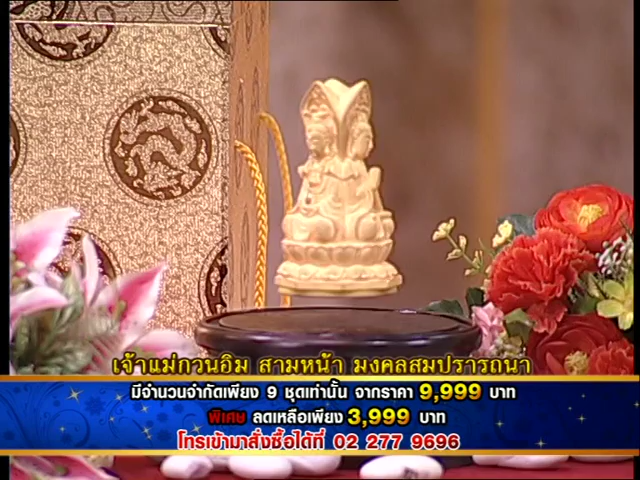 เจ้าแม่กวนอิม สามหน้า มงคลสมปรารถนา
มีจำนวนจำกัดเพียง 9 ชุดเท่านั้น จากราคา 9,999 บาท
พิเศษ ลดเหลือเพียง 3,999 บาท
โทรเข้ามาสั่งซื้อได้ที่ 02 277 9696